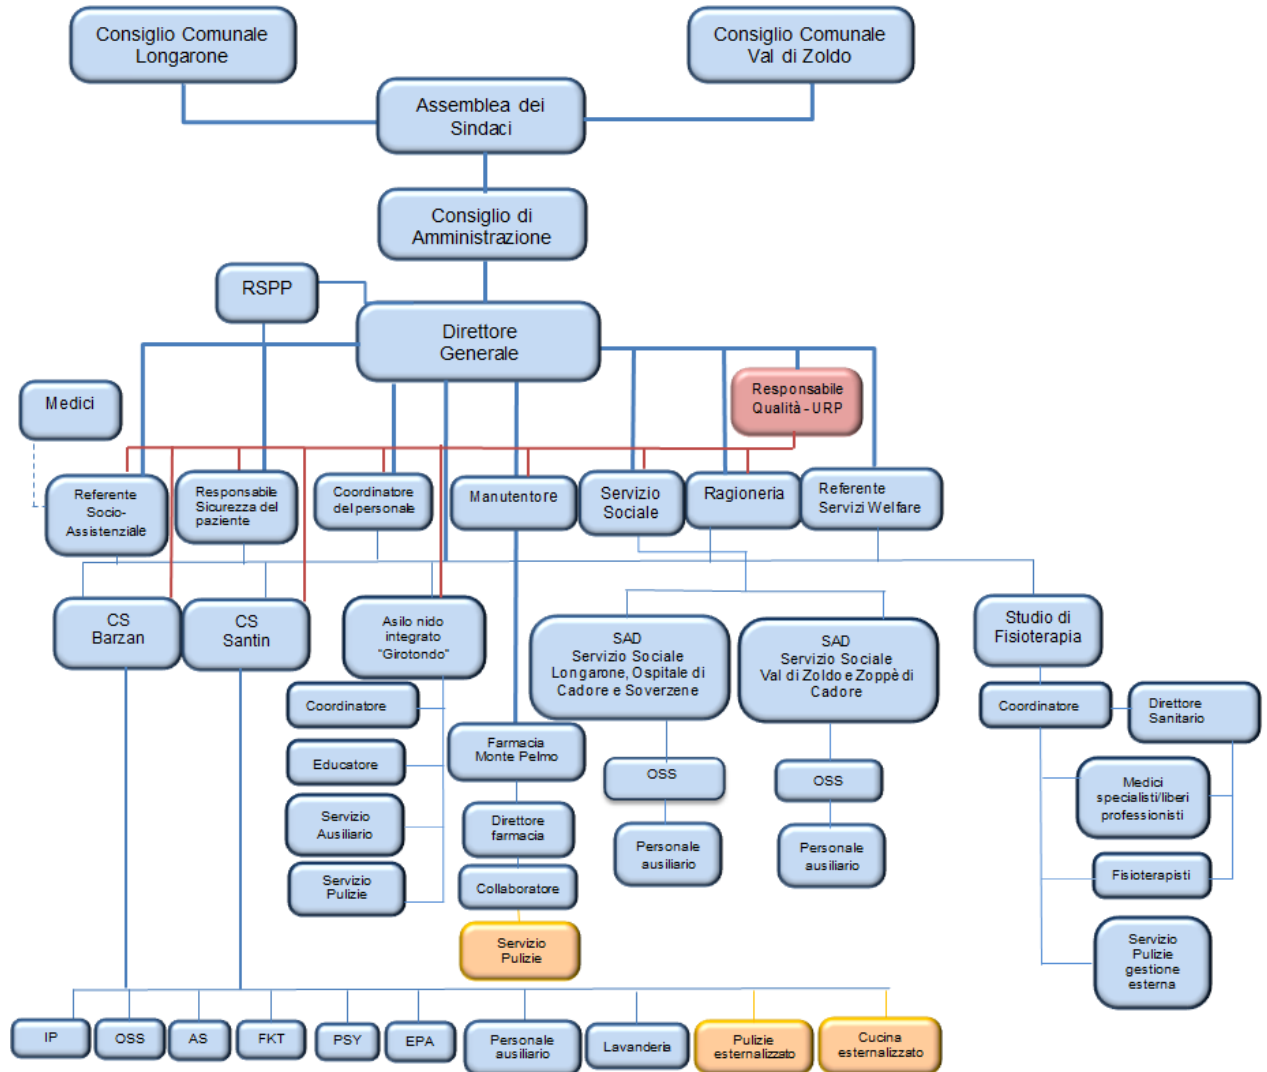 Consiglio Comunale
Longarone
Consiglio Comunale
Val di Zoldo
Assemblea dei
Sindaci
Consiglio di
Amministrazione
RSPP
Direttore
Generale
Medici
Responsabile
Qualità - URP
Referente
Socio-
Assistenziale
Responsabile
Sicurezza del
paziente
Coordinatore
del personale
Manutentore
Servizio
Sociale
Ragioneria
Referente
Servizi Welfare
CS
Barzan
CS
Santin
Asilo nido
integrato
"Girotondo"
SAD
Servizio Sociale
Longarone, Ospitale di
Cadore e Soverzene
SAD
Servizio Sociale
Val di Zoldo e Zoppè di
Cadore
Studio di
Fisioterapia
Coordinatore
Educatore
Servizio
Ausiliario
Servizio
Pulizie
Farmacia
Monte Pelmo
Direttore
farmacia
Collaboratore
Servizio
Pulizie
OSS
Personale
ausiliario
OSS
Personale
ausiliario
Coordinatore
Direttore
Sanitario
Medici
specialisti/liberi
professionisti
Fisioterapisti
Servizio
Pulizie
gestione
esterna
IP
OSS
AS
FKT
PSY
EPA
Personale
ausiliario
Lavanderia
Pulizie
esternalizzato
Cucina
esternalizzato